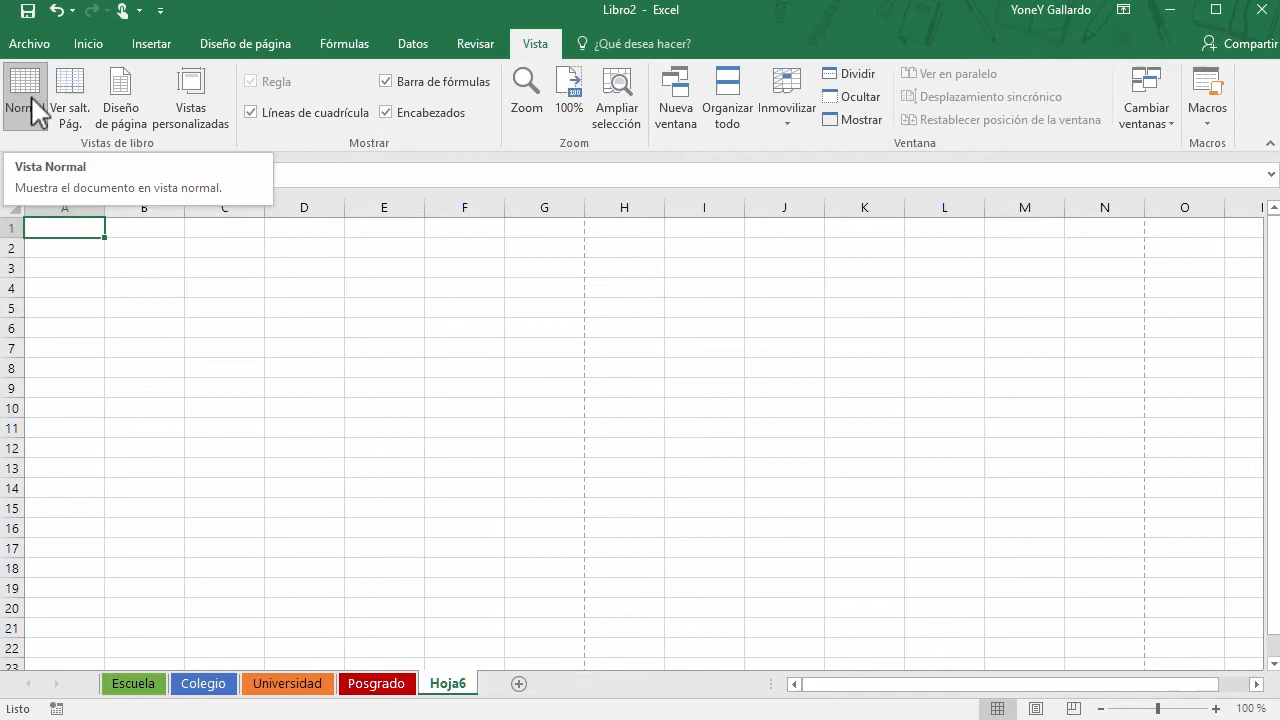 Libro2 - Excel
YoneY Gallardo
Archivo Inicio Insertar Diseño de página Fórmulas Datos Revisar Vista ¿Qué desea hacer? Compartir
Ver salt. Pág.
Diseño de página
Vistas personalizadas
Vistas de libro
Regla
Barra de fórmulas
Líneas de cuadrícula
Encabezados
Mostrar
Zoom
100%
Ampliar selección
Zoom
Nueva ventana
Organizar todo
Inmovilizar
Dividir
Ocultar
Mostrar
Ver en paralelo
Desplazamiento sincrónico
Restablecer posición de la ventana
Cambiar ventanas
Ventana
Macros
Macros
Vista Normal
Muestra el documento en vista normal.
A B C D E F G H I J K L M N O
1
2
3
4
5
6
7
8
9
10
11
12
13
14
15
16
17
18
19
20
21
22
23
Escuela Colegio Universidad Posgrado Hoja6
Listo
100 %